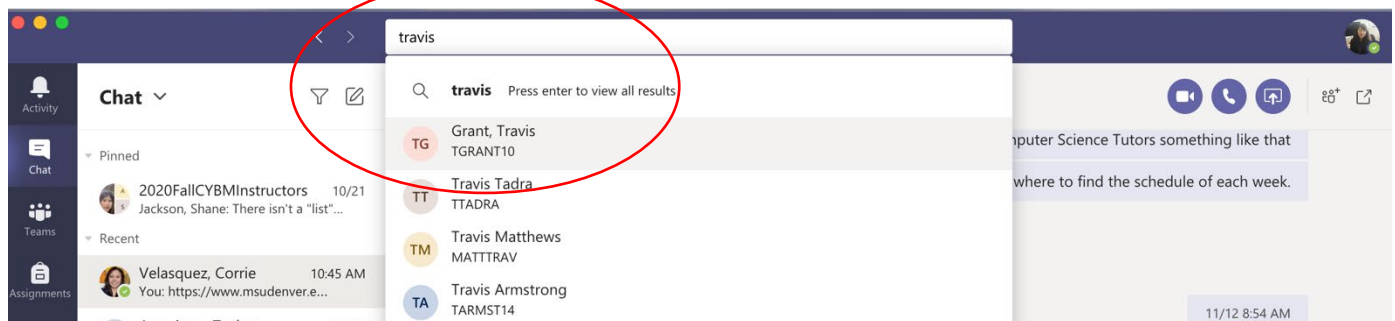 travis
Activity
Chat
travis Press enter to view all results
Grant, Travis
TG
TGRANT10
nputer Science Tutors something like that
Pinned
Chat
2020FallCYBMInstructors 10/21
Jackson, Shane: There isn't a "list"...
Travis Tadra
TT
TTADRA
where to find the schedule of each week.
Teams
Recent
Travis Matthews
TM
MATTTRAV
Velasquez, Corrie 10:45 AM
You: https://www.msudenver.e...
Assignments
Travis Armstrong
TA
TARMST14
11/12 8:54 AM